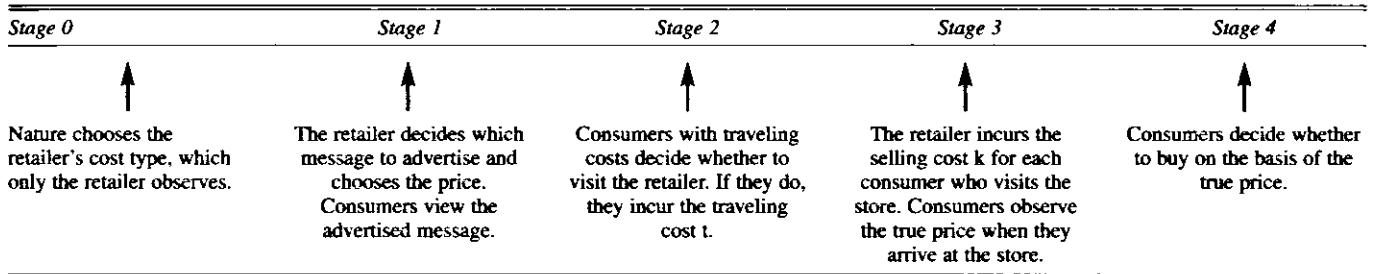 Stage 0 Stage 1 Stage 2 Stage 3 Stage 4
Nature chooses the
retailer's cost type, which
only the retailer observes.
The retailer decides which
message to advertise and
chooses the price.
Consumers view the
advertised message.
Consumers with traveling
costs decide whether to
visit the retailer. If they do,
they incur the traveling
cost t.
The retailer incurs the
selling cost k for each
consumer who visits the
store. Consumers observe
the true price when they
arrive at the store.
Consumers decide whether
to buy on the basis of the
true price.